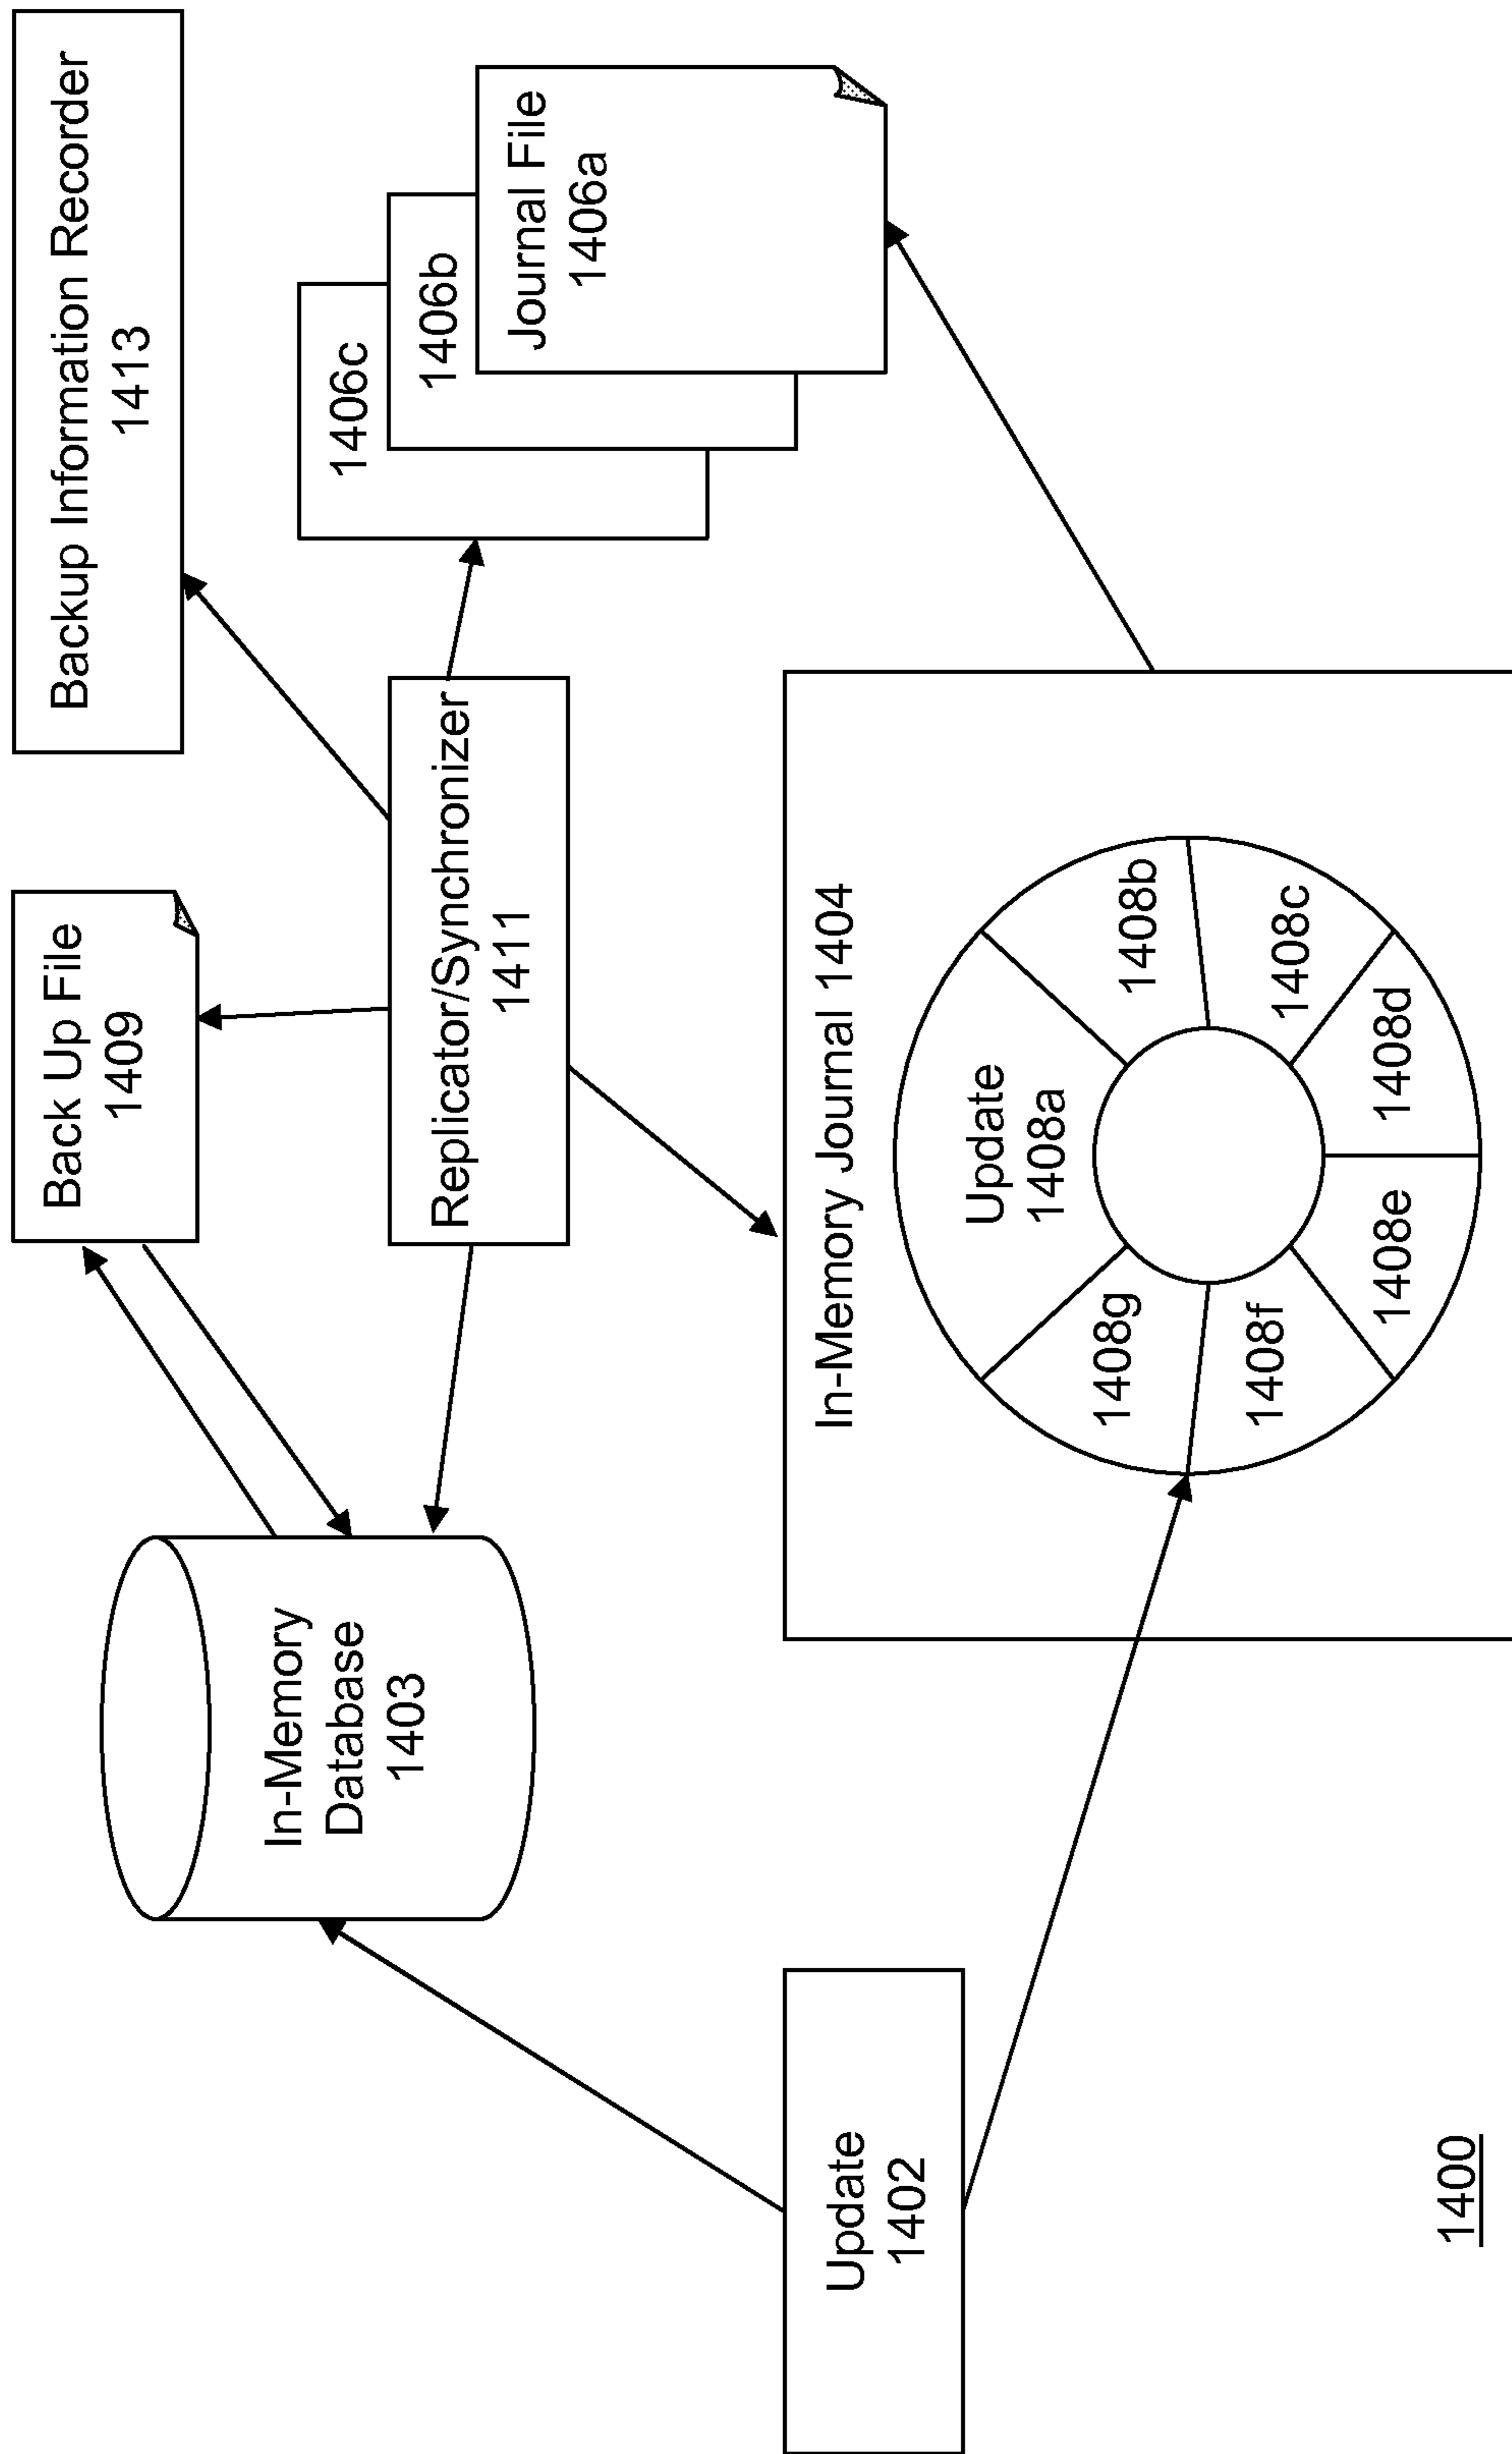 Back Up File
1409
Backup Information Recorder
1413
In-Memory
Database
1403
Replicator/Synchronizer
1411
1406c
1406b
Journal File
1406a
Update
1402
In-Memory Journal 1404
Update
1408a
1408b
1408c
1408d
1408e
1408f
1408g
1400